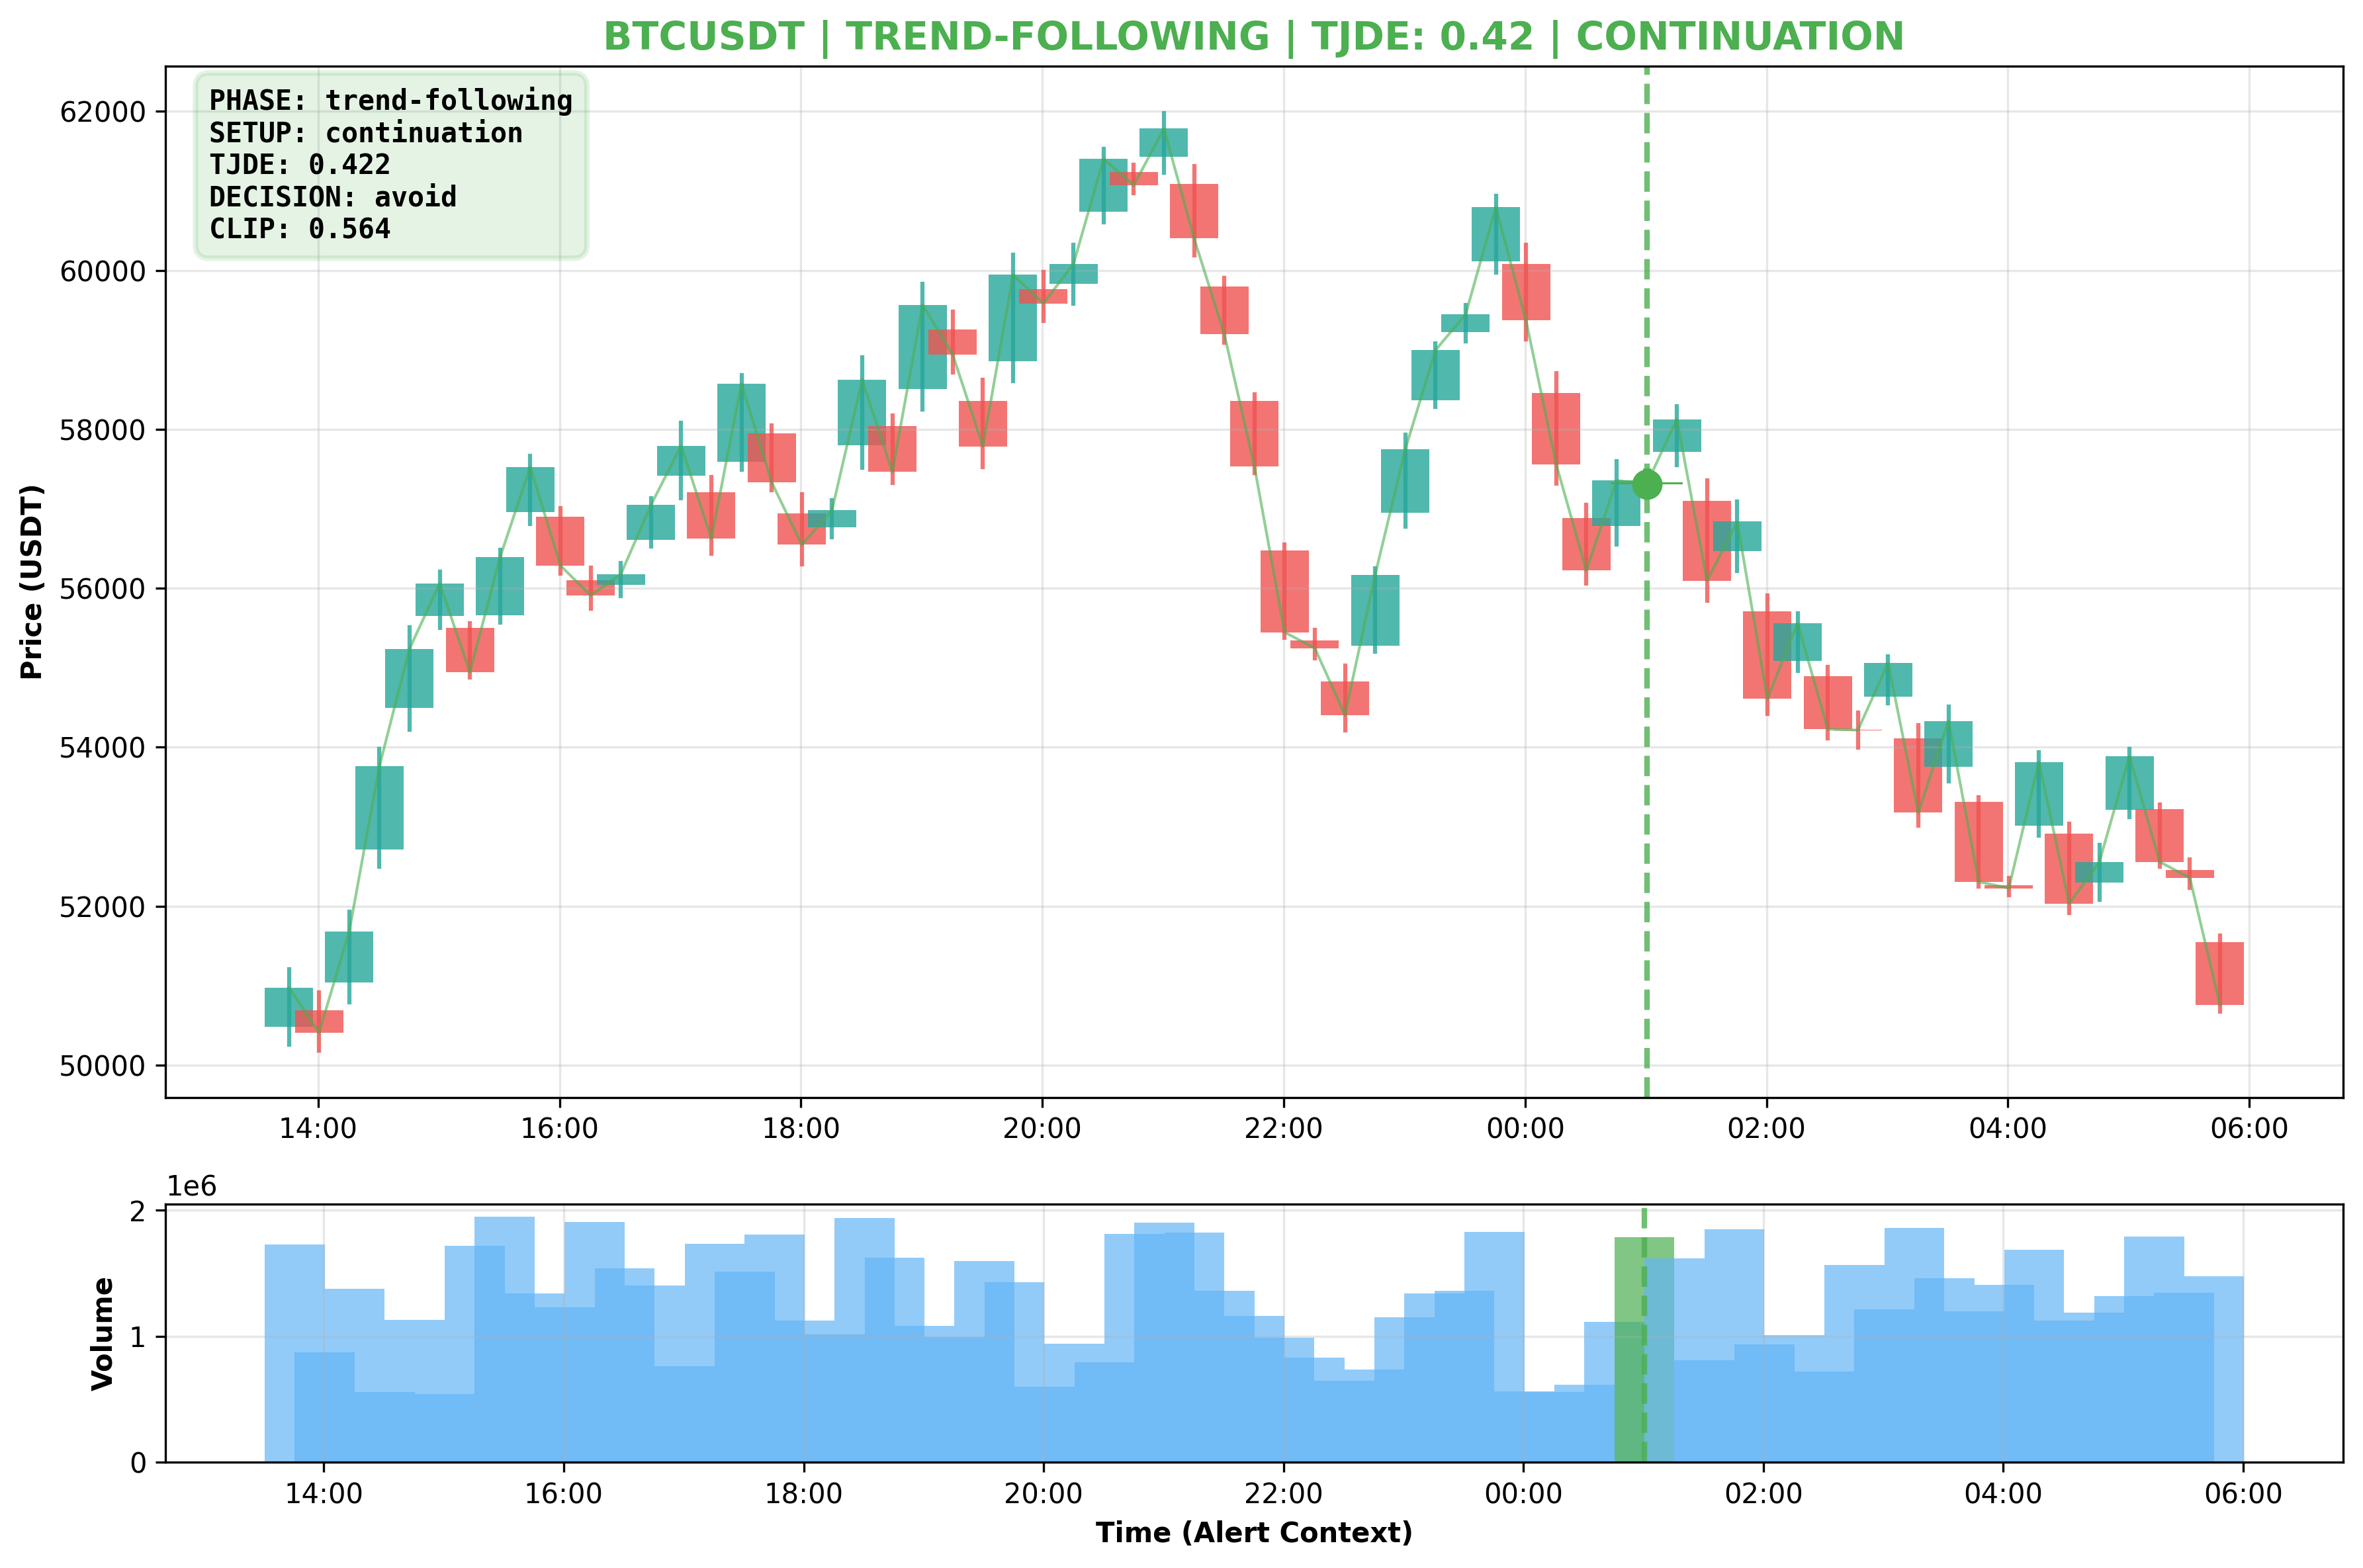 BTCUSDT | TREND-FOLLOWING | TJDE: 0.42 | CONTINUATION
PHASE: trend-following
SETUP: continuation
TJDE: 0.422
DECISION: avoid
CLIP: 0.564
Price (USDT)
62000
60000
58000
56000
54000
52000
50000
14:00 16:00 18:00 20:00 22:00 00:00 02:00 04:00 06:00
1e6
Volume
2
1
0
14:00 16:00 18:00 20:00 22:00 00:00 02:00 04:00 06:00
Time (Alert Context)